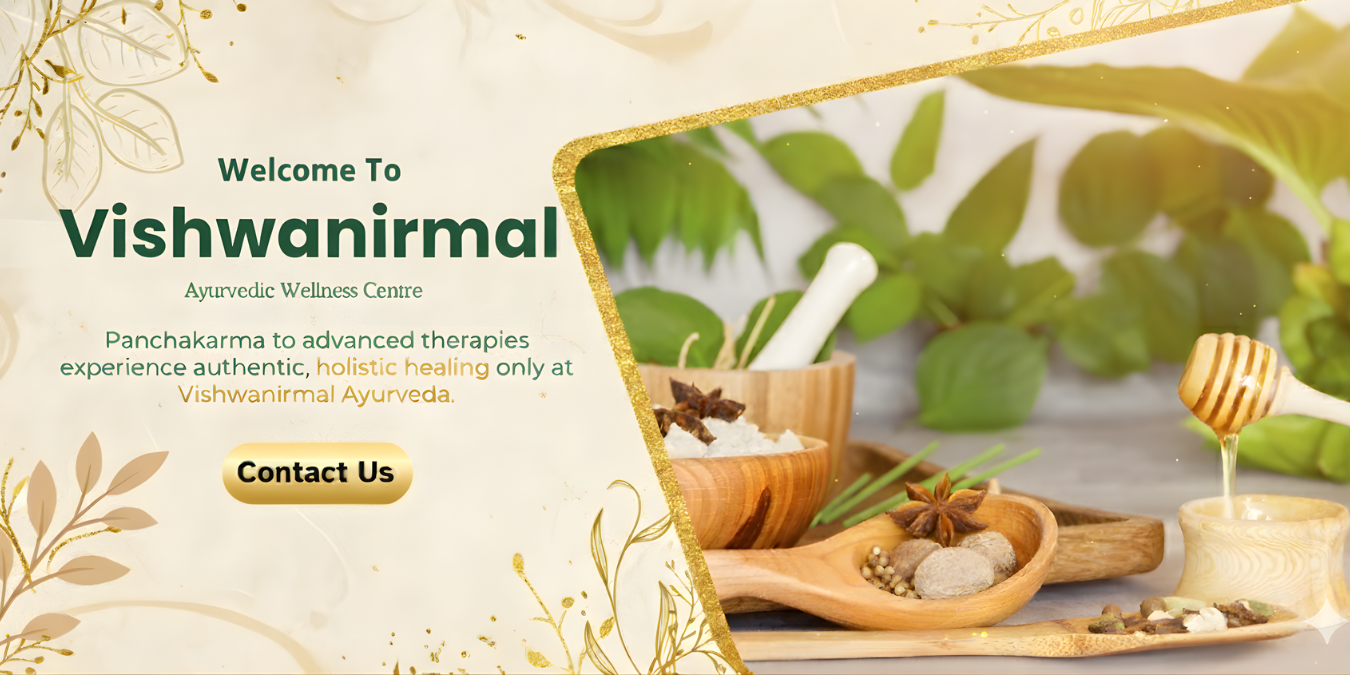 Welcome To
Vishwanirmal
Ayurvedic Wellness Centre
Panchakarma to advanced therapies
experience authentic, holistic healing only at
Vishwanirmal Ayurveda.
Contact Us